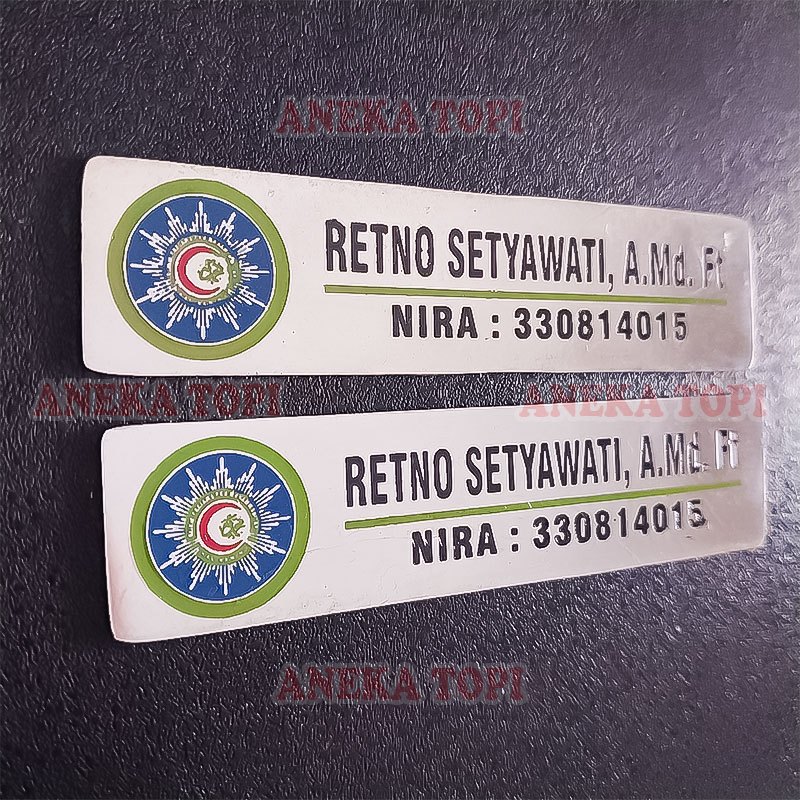 ANEKA TOPI
RETNO SETYAWATI, A.Md. Ft
NIRA : 330814015
ANEKA TOPI
ANEKA TOPI
RETNO SETYAWATI, A.Md. Ft
NIRA : 330814015
ANEKA TOPI